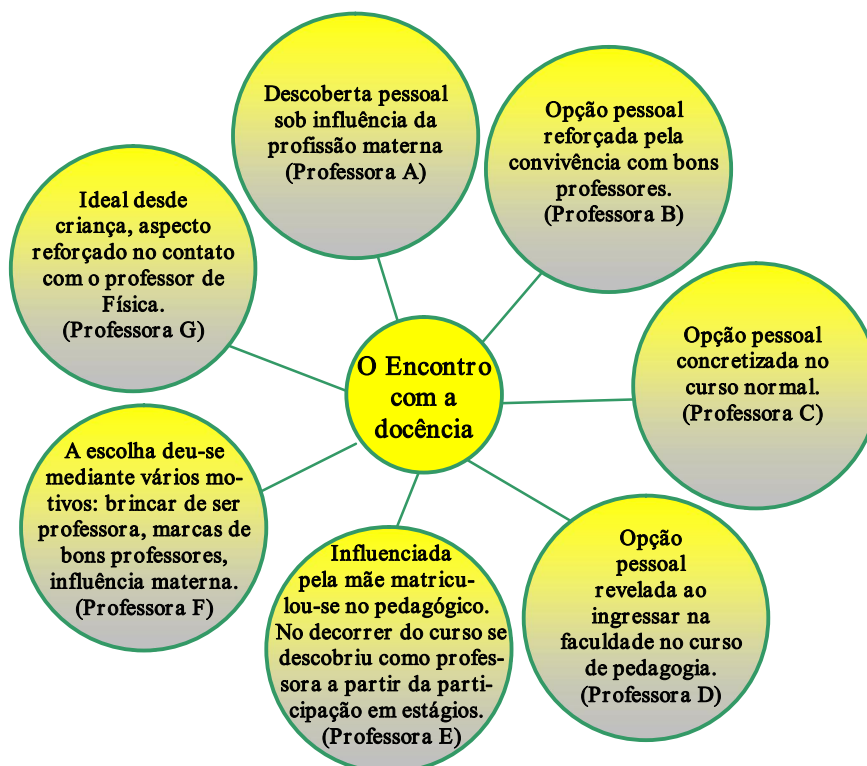 Descoberta pessoal
sob influência da
profissão materna
(Professora A)
Opção pessoal
reforçada pela
convivência com bons
professores.
(Professora B)
Ideal desde
criança, aspecto
reforçado no contato
com o professor de
Física.
(Professora G)
O Encontro
com a
docência
Opção pessoal
concretizada no
curso normal.
(Professora C)
A escolha deu-se
mediante vários mo-
tivos: brincar de ser
professora, marcas de
bons professores,
influência materna.
(Professora F)
Influenciada
pela mãe matricu-
lou-se no pedagógico.
No decorrer do curso se
descobriu como profes-
sora a partir da parti-
cipação em estágios.
(Professora E)
Opção
pessoal
revelada ao
ingressar na
faculdade no curso
de pedagogia.
(Professora D)